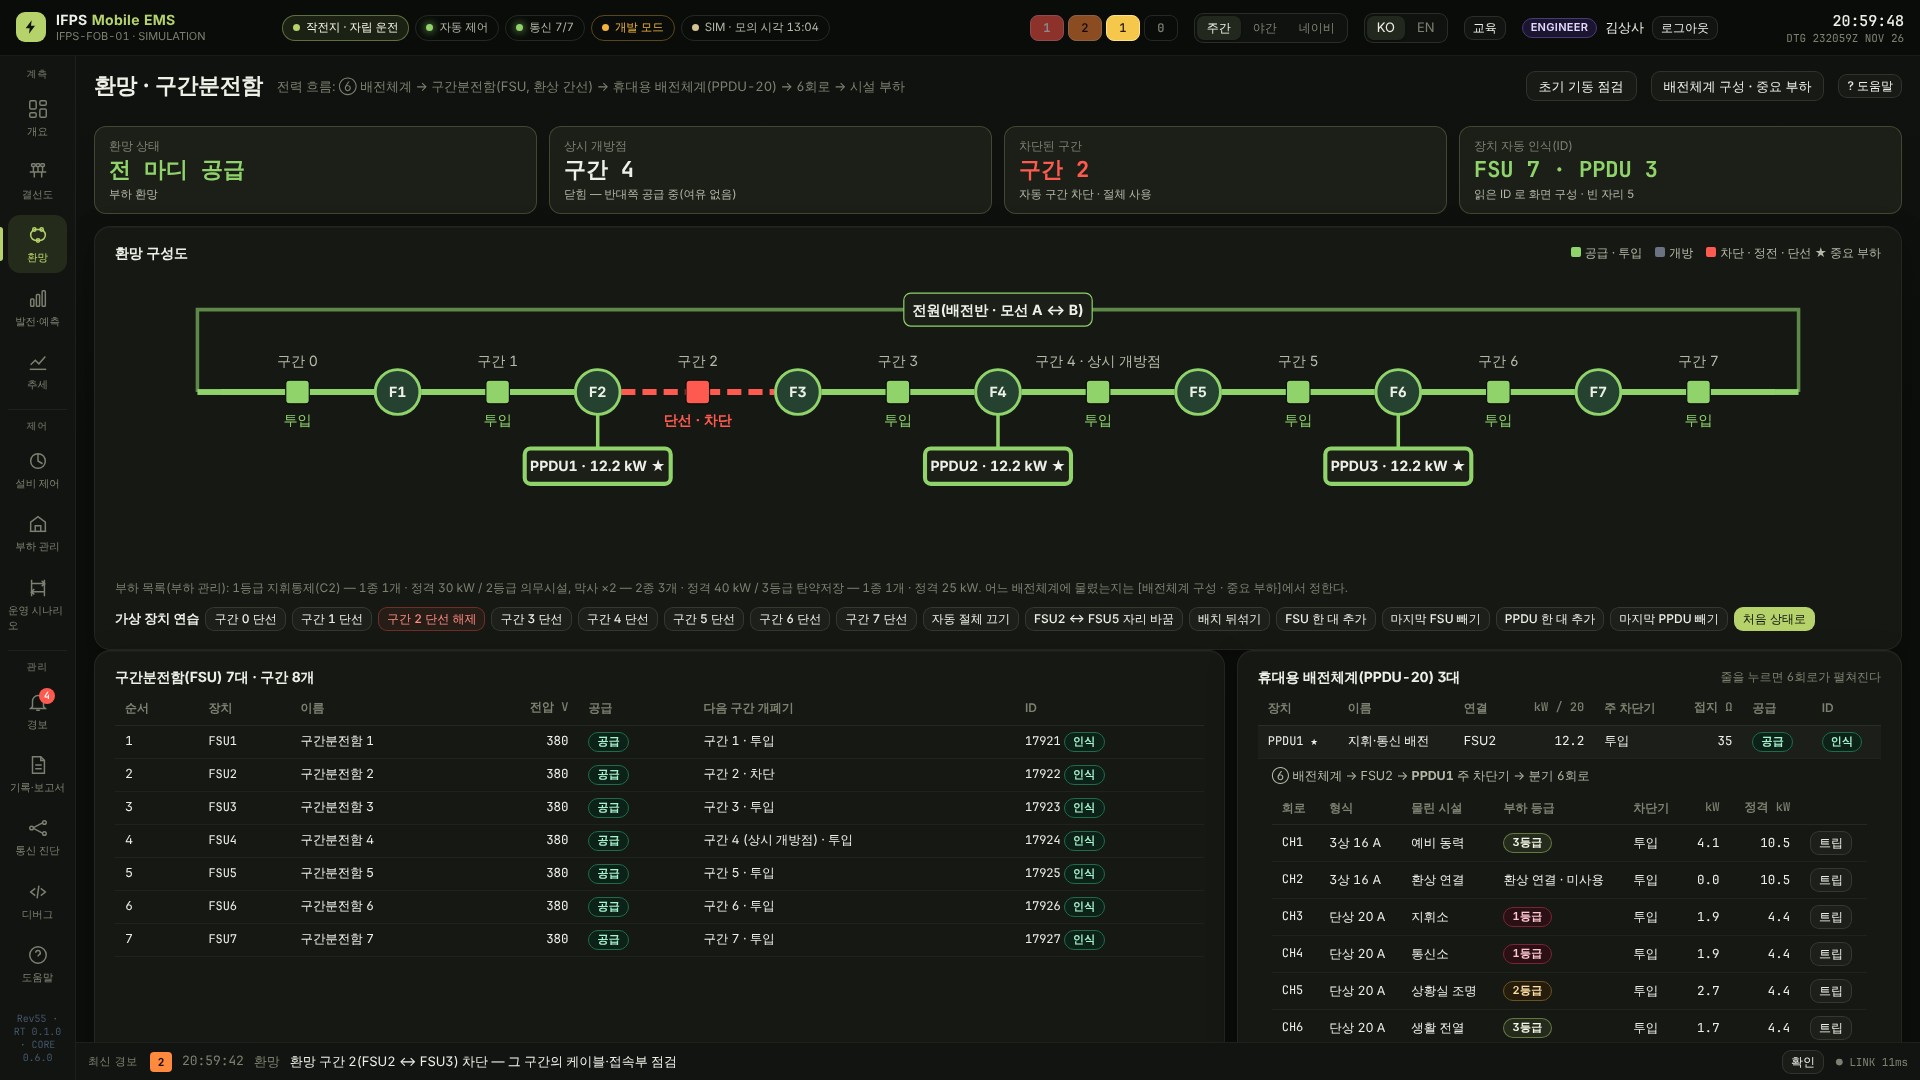 IFPS Mobile EMS
IFPS-FOB-01 · SIMULATION
작전지 · 자립 운전
자동 제어
통신 7/7
개발 모드
SIM · 모의 시각 13:04
1 2 1 0
주간 야간 네이비
KO EN
교육
ENGINEER 김상사 로그아웃
20:59:48
DTG 232059Z NOV 26
계측
개요
결선도
환망
발전·예측
추세
제어
설비 제어
부하 관리
운영 시나리오
관리
4
경보
기록·보고서
통신 진단
디버그
도움말
RevS5 · RT 0.1.0 · CORE 0.6.0
환망 · 구간분전함
전력 흐름: ⑥ 배전체계 → 구간분전함(FSU, 환상 간선) → 휴대용 배전체계(PPDU-20) → 6회로 → 시설 부하
초기 기동 점검
배전체계 구성 · 중요 부하
? 도움말
환망 상태
전 마디 공급
부하 환망
상시 개방점
구간 4
닫힘 — 반대쪽 공급 중(여유 없음)
차단된 구간
구간 2
자동 구간 차단 · 절체 사용
장치 자동 인식(ID)
FSU 7 · PPDU 3
읽은 ID 로 화면 구성 · 빈 자리 5
환망 구성도
공급 · 투입 개방 차단 · 정전 · 단선 ★ 중요 부하
전원(배전반 · 모선 A ↔ B)
구간 0 구간 1 구간 2 구간 3 구간 4 · 상시 개방점 구간 5 구간 6 구간 7
F1 F2 F3 F4 F5 F6 F7
투입 투입 단선 · 차단 투입 투입 투입 투입 투입
PPDU1 · 12.2 kW ★ PPDU2 · 12.2 kW ★ PPDU3 · 12.2 kW ★
부하 목록(부하 관리): 1등급 지휘통제(C2) — 1종 1개 · 정격 30 kW / 2등급 의무시설, 막사 ×2 — 2종 3개 · 정격 40 kW / 3등급 탄약저장 — 1종 1개 · 정격 25 kW. 어느 배전체계에 물렸는지는 [배전체계 구성 · 중요 부하]에서 정한다.
가상 장치 연습 구간 0 단선 구간 1 단선 구간 2 단선 해제 구간 3 단선 구간 4 단선 구간 5 단선 구간 6 단선 구간 7 단선 자동 절체 끄기 FSU2 ↔ FSU5 자리 바꿈 배치 뒤섞기 FSU 한 대 추가 마지막 FSU 빼기 PPDU 한 대 추가 마지막 PPDU 빼기 처음 상태로
구간분전함(FSU) 7대 · 구간 8개
순서 장치 이름 전압 V 공급 다음 구간 개폐기 ID
1 FSU1 구간분전함 1 380 공급 구간 1 · 투입 17921 인식
2 FSU2 구간분전함 2 380 공급 구간 2 · 차단 17922 인식
3 FSU3 구간분전함 3 380 공급 구간 3 · 투입 17923 인식
4 FSU4 구간분전함 4 380 공급 구간 4 (상시 개방점) · 투입 17924 인식
5 FSU5 구간분전함 5 380 공급 구간 5 · 투입 17925 인식
6 FSU6 구간분전함 6 380 공급 구간 6 · 투입 17926 인식
7 FSU7 구간분전함 7 380 공급 구간 7 · 투입 17927 인식
휴대용 배전체계(PPDU-20) 3대
줄을 누르면 6회로가 펼쳐진다
장치 이름 연결 kW / 20 주 차단기 접지 Ω 공급 ID
PPDU1 ★ 지휘·통신 배전 FSU2 12.2 투입 35 공급 인식
⑥ 배전체계 → FSU2 → PPDU1 주 차단기 → 분기 6회로
회로 형식 물린 시설 부하 등급 차단기 kW 정격 kW
CH1 3상 16 A 예비 동력 3등급 투입 4.1 10.5 트립
CH2 3상 16 A 환상 연결 환상 연결 · 미사용 투입 0.0 10.5 트립
CH3 단상 20 A 지휘소 1등급 투입 1.9 4.4 트립
CH4 단상 20 A 통신소 1등급 투입 1.9 4.4 트립
CH5 단상 20 A 상황실 조명 2등급 투입 2.7 4.4 트립
CH6 단상 20 A 생활 전열 3등급 투입 1.7 4.4 트립
최신 경보 2 20:59:42 환망 환망 구간 2(FSU2 ↔ FSU3) 차단 — 그 구간의 케이블·접속부 점검
확인
LINK 11ms